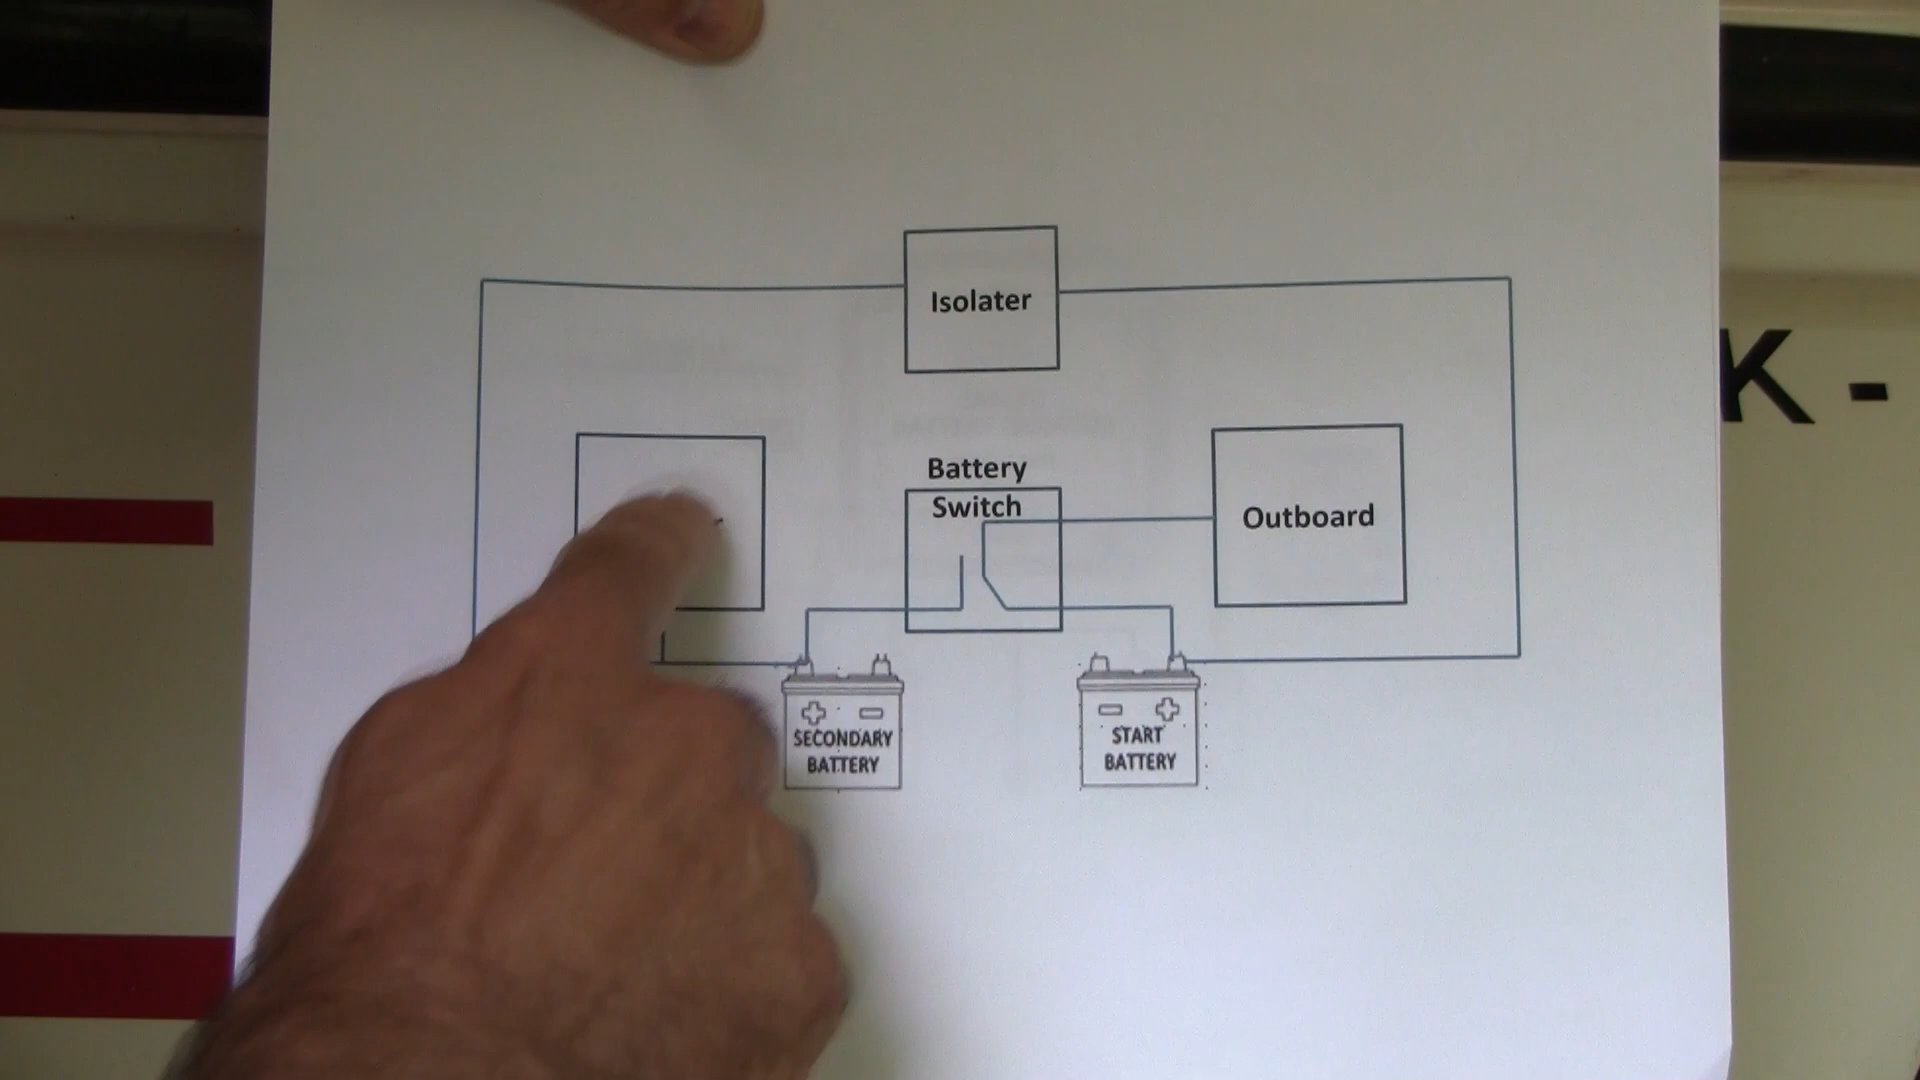 Isolater
Battery
Switch
Outboard
SECONDARY
BATTERY
START
BATTERY
K -